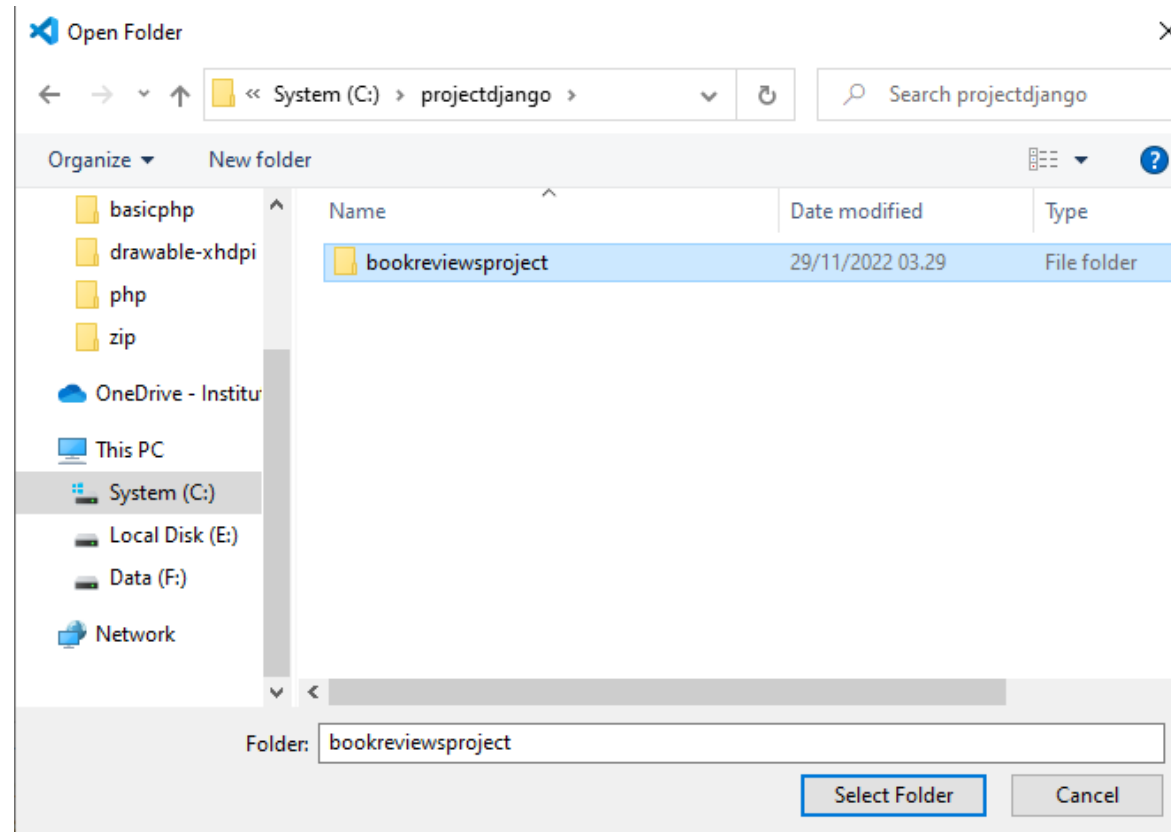 Open Folder
« System (C:) › projectdjango ›
Search projectdjango
Organize
New folder
basicphp
drawable-xhdpi
php
zip
OneDrive - Institu
This PC
System (C:)
Local Disk (E:)
Data (F:)
Network
Name Date modified Type
bookreviewsproject 29/11/2022 03.29 File folder
Folder: bookreviewsproject
Select Folder
Cancel